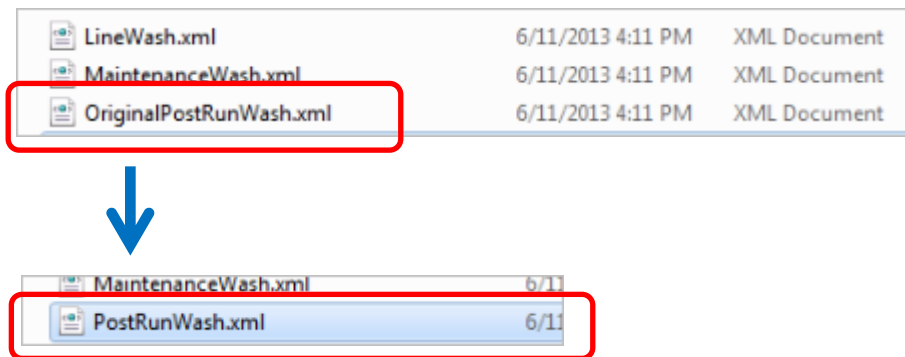 LineWash.xml 6/11/2013 4:11 PM XML Document
MaintenanceWash.xml 6/11/2013 4:11 PM XML Document
OriginalPostRunWash.xml 6/11/2013 4:11 PM XML Document
MaintenanceWash.xml 6/11
PostRunWash.xml 6/11